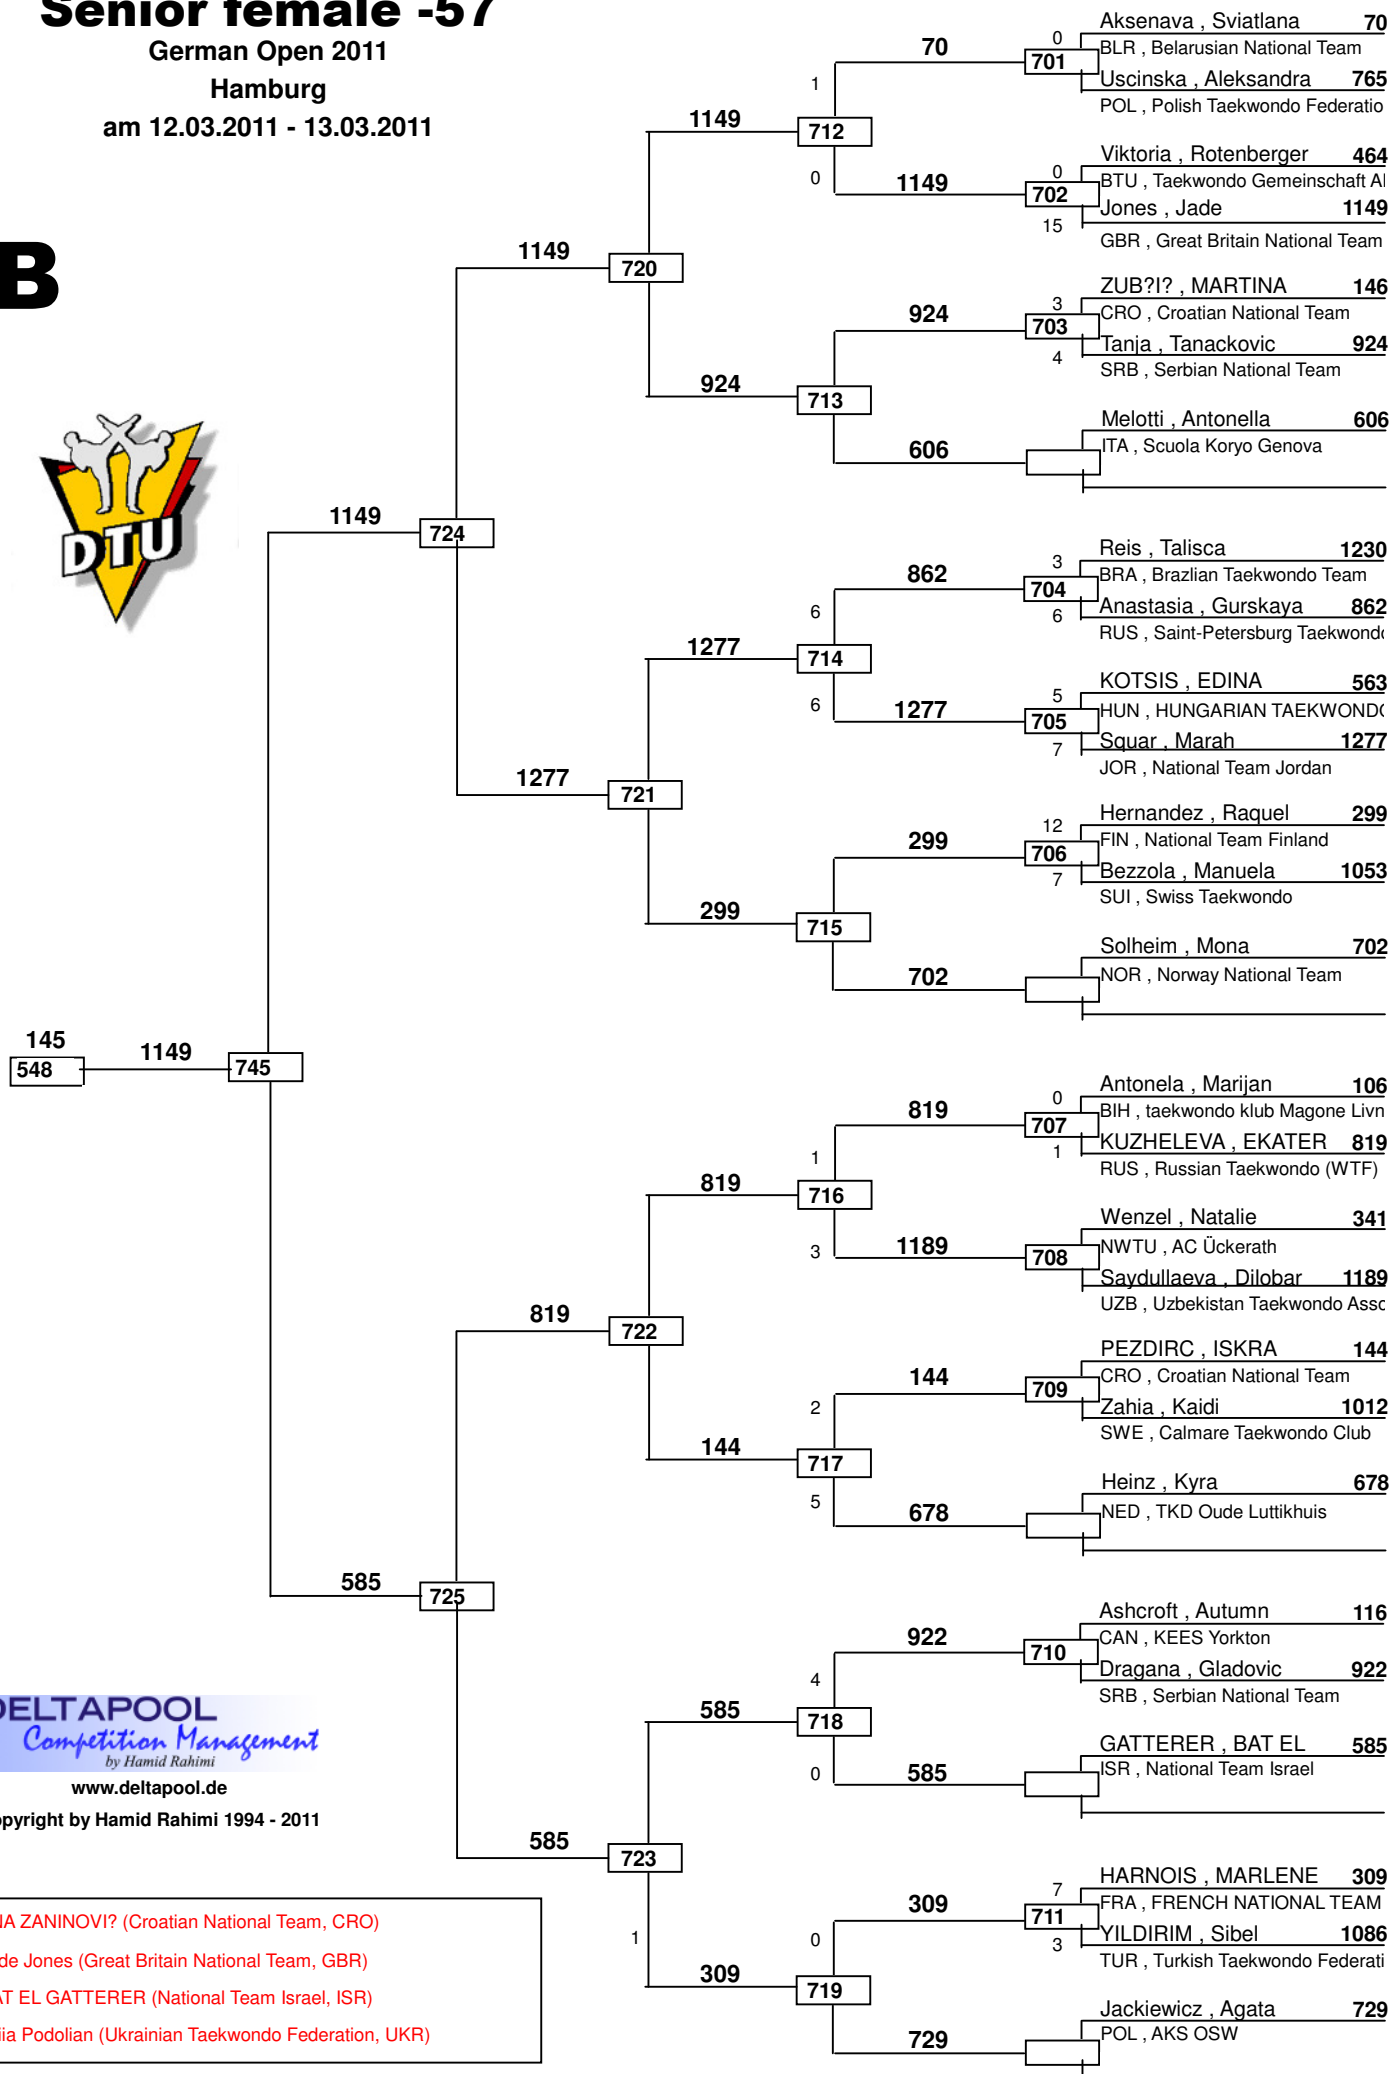 Senior female -57
German Open 2011
Hamburg
am 12.03.2011 - 13.03.2011
B
DTU
Aksenava , Sviatlana 70
BLR , Belarusian National Team
0
701
70
Uscinska , Aleksandra 765
POL , Polish Taekwondo Federatio
1
712
1149
0
Viktoria , Rotenberger 464
BTU , Taekwondo Gemeinschaft Al
0
702
1149
15
Jones , Jade 1149
GBR , Great Britain National Team
1149
720
ZUB?I? , MARTINA 146
CRO , Croatian National Team
3
703
924
4
Tanja , Tanackovic 924
SRB , Serbian National Team
924
713
Melotti , Antonella 606
ITA , Scuola Koryo Genova
606
1149
724
Reis , Talisca 1230
BRA , Brazlian Taekwondo Team
3
704
862
6
Anastasia , Gurskaya 862
RUS , Saint-Petersburg Taekwondo
6
714
1277
6
KOTSIS , EDINA 563
HUN , HUNGARIAN TAEKWONDO
5
705
1277
7
Squar , Marah 1277
JOR , National Team Jordan
1277
721
Hernandez , Raquel 299
FIN , National Team Finland
12
706
299
7
Bezzola , Manuela 1053
SUI , Swiss Taekwondo
299
715
Solheim , Mona 702
NOR , Norway National Team
702
145
548
1149
745
Antonela , Marijan 106
BIH , taekwondo klub Magone Livn
0
707
819
1
KUZHELEVA , EKATER 819
RUS , Russian Taekwondo (WTF)
1
716
819
3
Wenzel , Natalie 341
NWTU , AC Ückerath
708
1189
Saydullaeva , Dilobar 1189
UZB , Uzbekistan Taekwondo Asso
819
722
PEZDIRC , ISKRA 144
CRO , Croatian National Team
709
144
Zahia , Kaidi 1012
SWE , Calmare Taekwondo Club
2
717
144
5
Heinz , Kyra 678
NED , TKD Oude Luttikhuis
678
585
725
Ashcroft , Autumn 116
CAN , KEES Yorkton
710
922
Dragana , Gladovic 922
SRB , Serbian National Team
4
718
585
0
GATTERER , BAT EL 585
ISR , National Team Israel
585
585
723
1
HARNOIS , MARLENE 309
FRA , FRENCH NATIONAL TEAM
7
711
309
3
YILDIRIM , Sibel 1086
TUR , Turkish Taekwondo Federati
0
719
309
Jackiewicz , Agata 729
POL , AKS OSW
729
DELTAPOOL
Competition Management
by Hamid Rahimi
www.deltapool.de
opyright by Hamid Rahimi 1994 - 2011
NA ZANINOVI? (Croatian National Team, CRO)
de Jones (Great Britain National Team, GBR)
AT EL GATTERER (National Team Israel, ISR)
iia Podolian (Ukrainian Taekwondo Federation, UKR)